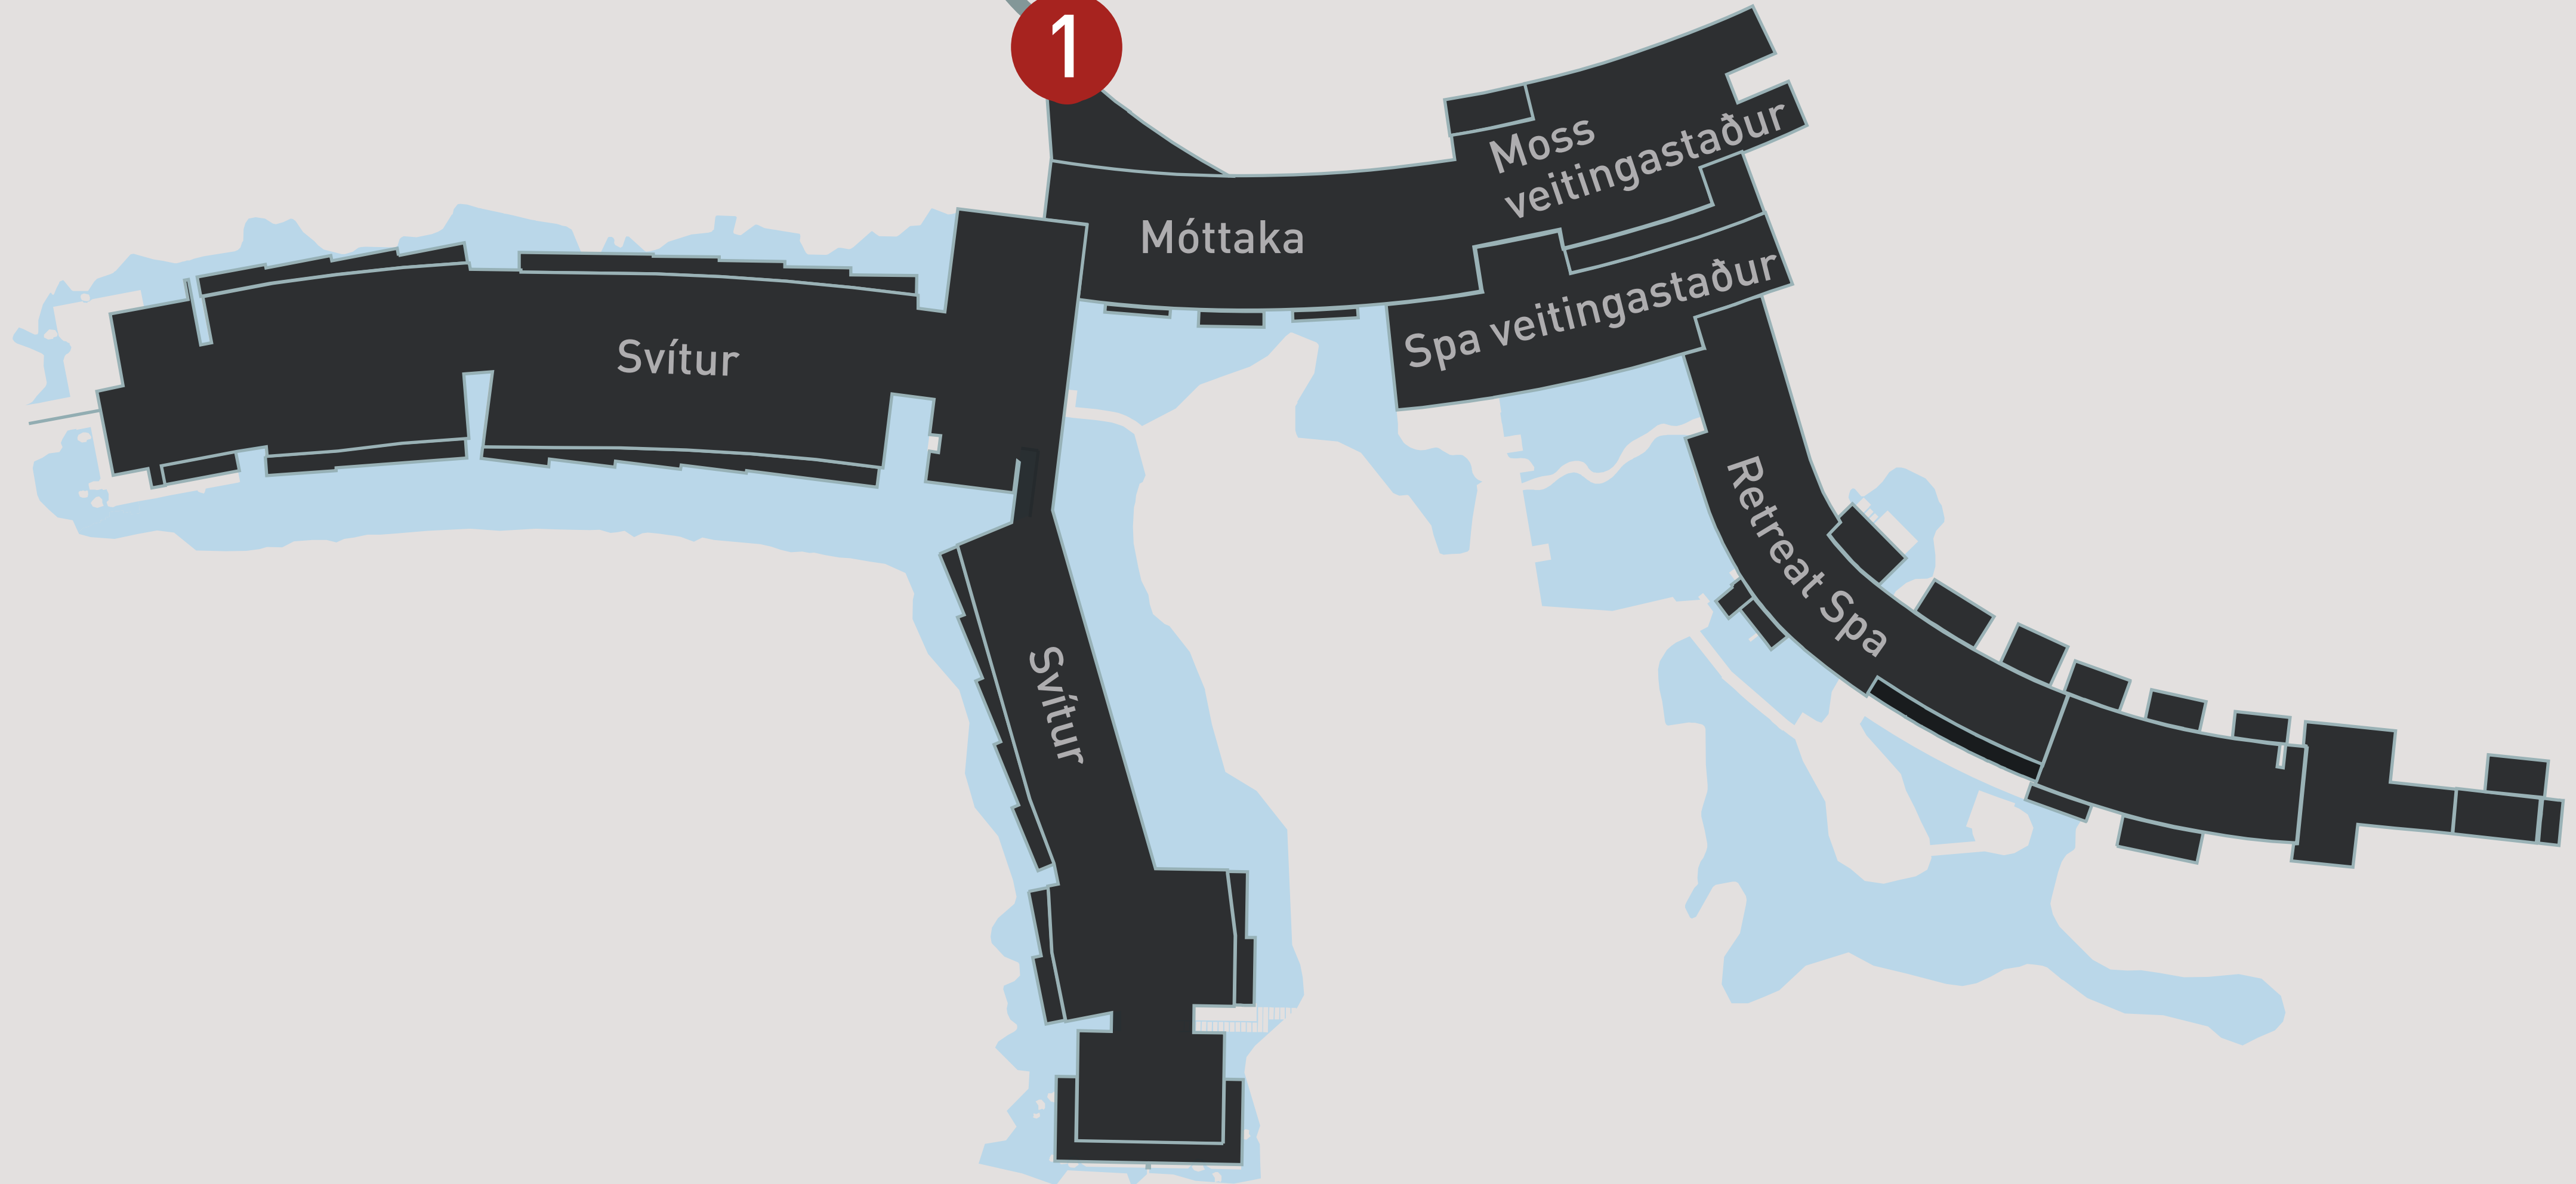 1
Moss
veitingastaður
Móttaka
Spa veitingastaður
Svítur
Retreat Spa
Svítur